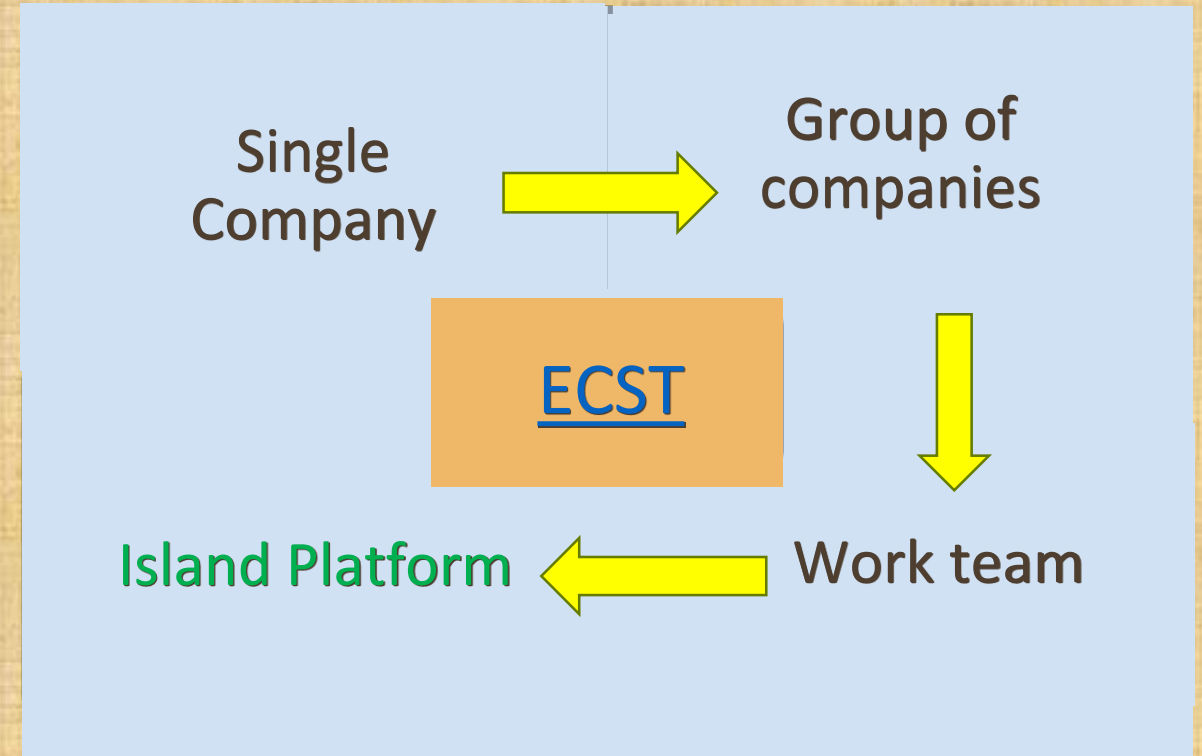 Single
Company
Group of
companies
ECST
Island Platform
Work team